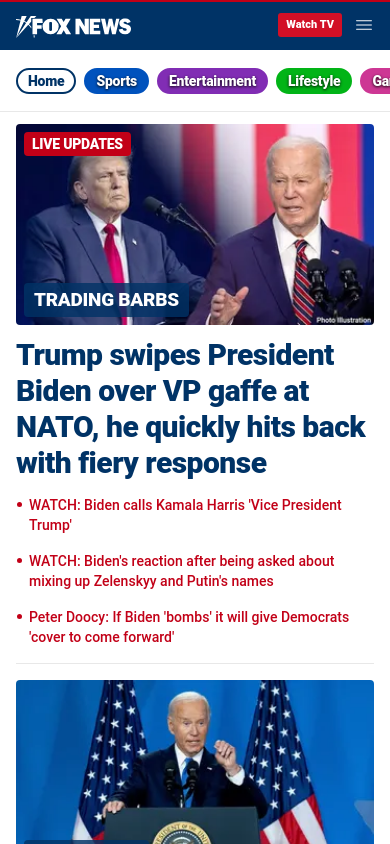 FOX NEWS
Watch TV
Home
Sports
Entertainment
Lifestyle
LIVE UPDATES
TRADING BARBS
Photo Illustration
Trump swipes President
Biden over VP gaffe at
NATO, he quickly hits back
with fiery response
• WATCH: Biden calls Kamala Harris 'Vice President
Trump'
• WATCH: Biden's reaction after being asked about
mixing up Zelenskyy and Putin's names
• Peter Doocy: If Biden 'bombs' it will give Democrats
'cover to come forward'